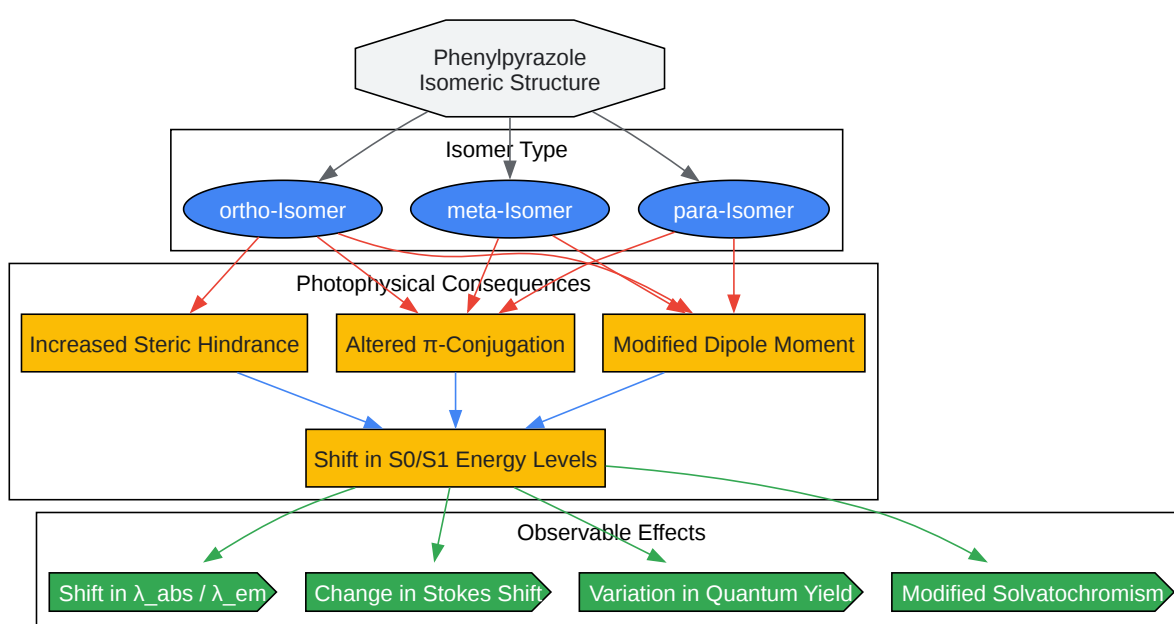 Phenylpyrazole
Isomeric Structure
Isomer Type
ortho-Isomer
meta-Isomer
para-Isomer
Photophysical Consequences
Increased Steric Hindrance
Altered π-Conjugation
Modified Dipole Moment
Shift in S0/S1 Energy Levels
Observable Effects
Shift in λ_abs / λ_em
Change in Stokes Shift
Variation in Quantum Yield
Modified Solvatochromism